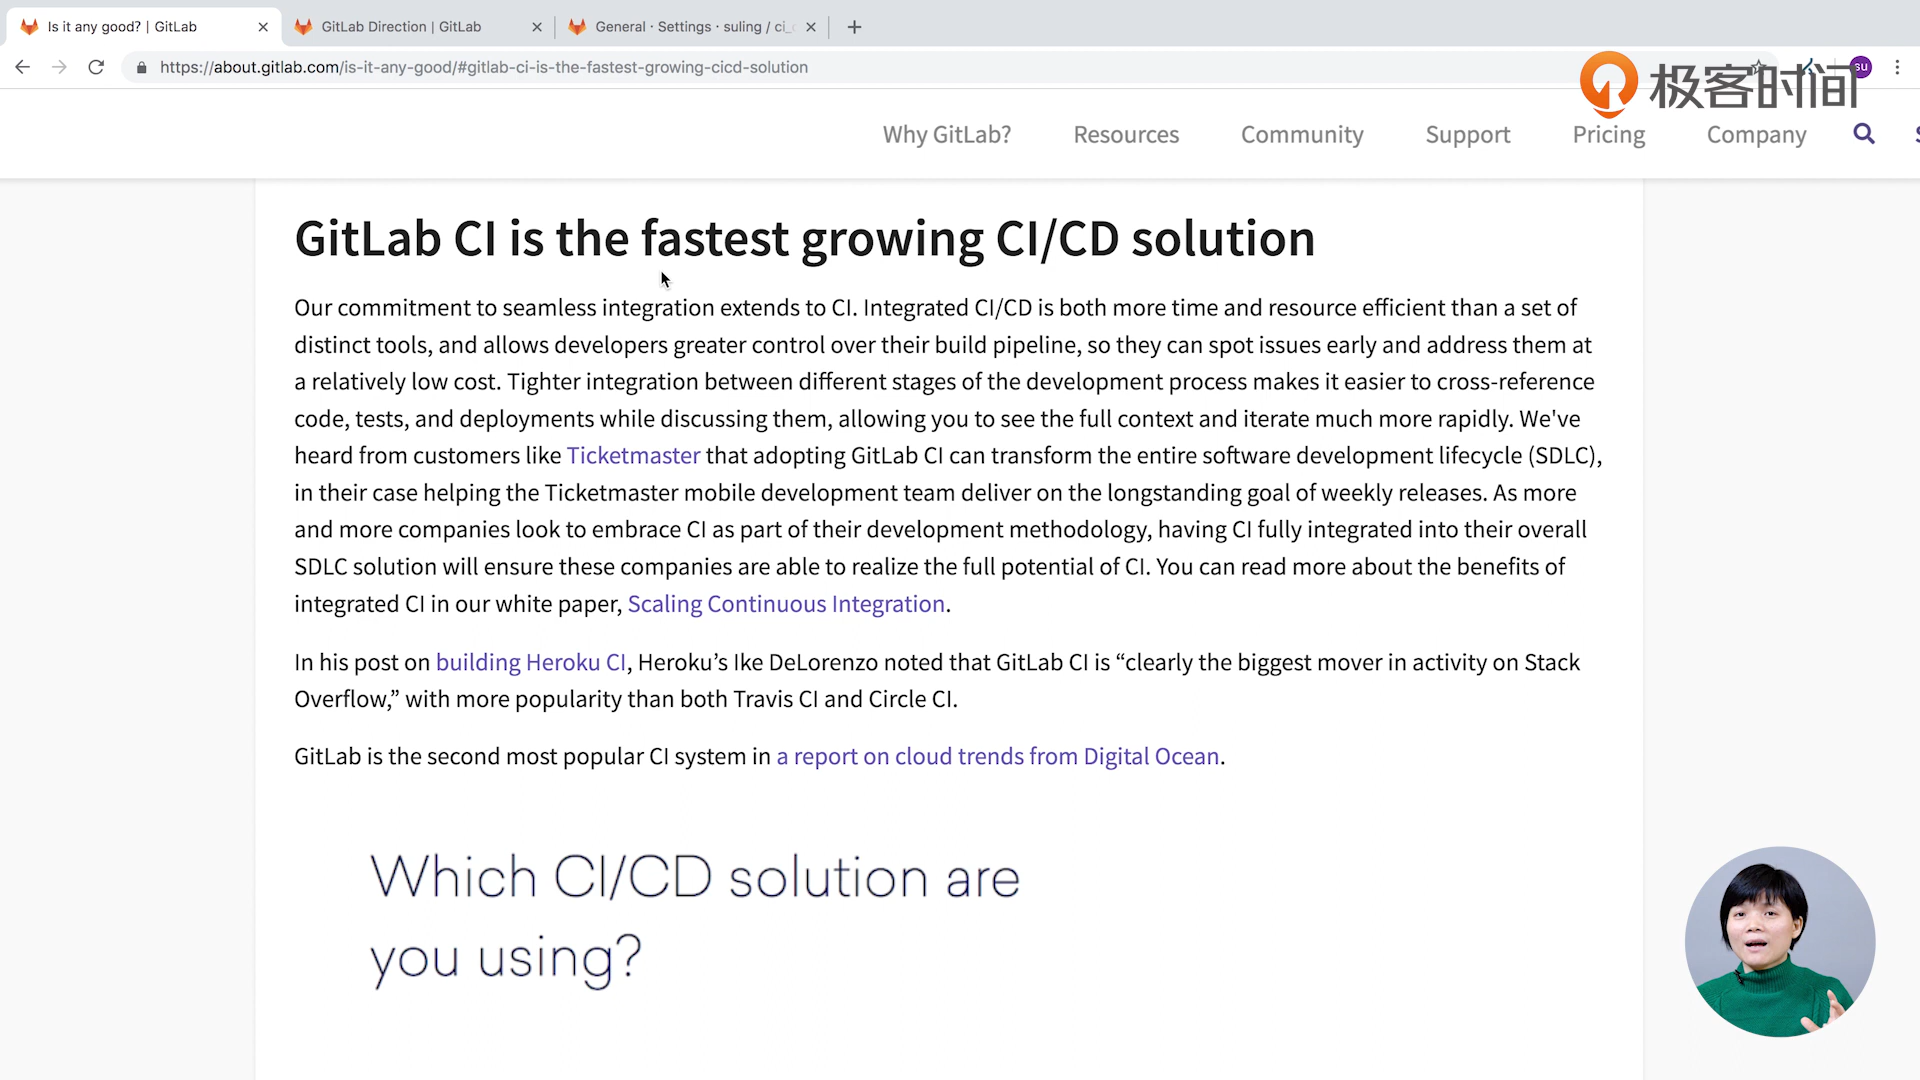 Is it any good? | GitLab
GitLab Direction | GitLab
General · Settings · suling / ci_
https://about.gitlab.com/is-it-any-good/#gitlab-ci-is-the-fastest-growing-cicd-solution
su
极客时间
Why GitLab? Resources Community Support Pricing Company
GitLab CI is the fastest growing CI/CD solution
Our commitment to seamless integration extends to CI. Integrated CI/CD is both more time and resource efficient than a set of
distinct tools, and allows developers greater control over their build pipeline, so they can spot issues early and address them at
a relatively low cost. Tighter integration between different stages of the development process makes it easier to cross-reference
code, tests, and deployments while discussing them, allowing you to see the full context and iterate much more rapidly. We've
heard from customers like Ticketmaster that adopting GitLab CI can transform the entire software development lifecycle (SDLC),
in their case helping the Ticketmaster mobile development team deliver on the longstanding goal of weekly releases. As more
and more companies look to embrace CI as part of their development methodology, having CI fully integrated into their overall
SDLC solution will ensure these companies are able to realize the full potential of CI. You can read more about the benefits of
integrated CI in our white paper, Scaling Continuous Integration.
In his post on building Heroku CI, Heroku’s Ike DeLorenzo noted that GitLab CI is “clearly the biggest mover in activity on Stack
Overflow,” with more popularity than both Travis CI and Circle CI.
GitLab is the second most popular CI system in a report on cloud trends from Digital Ocean.
Which CI/CD solution are
you using?